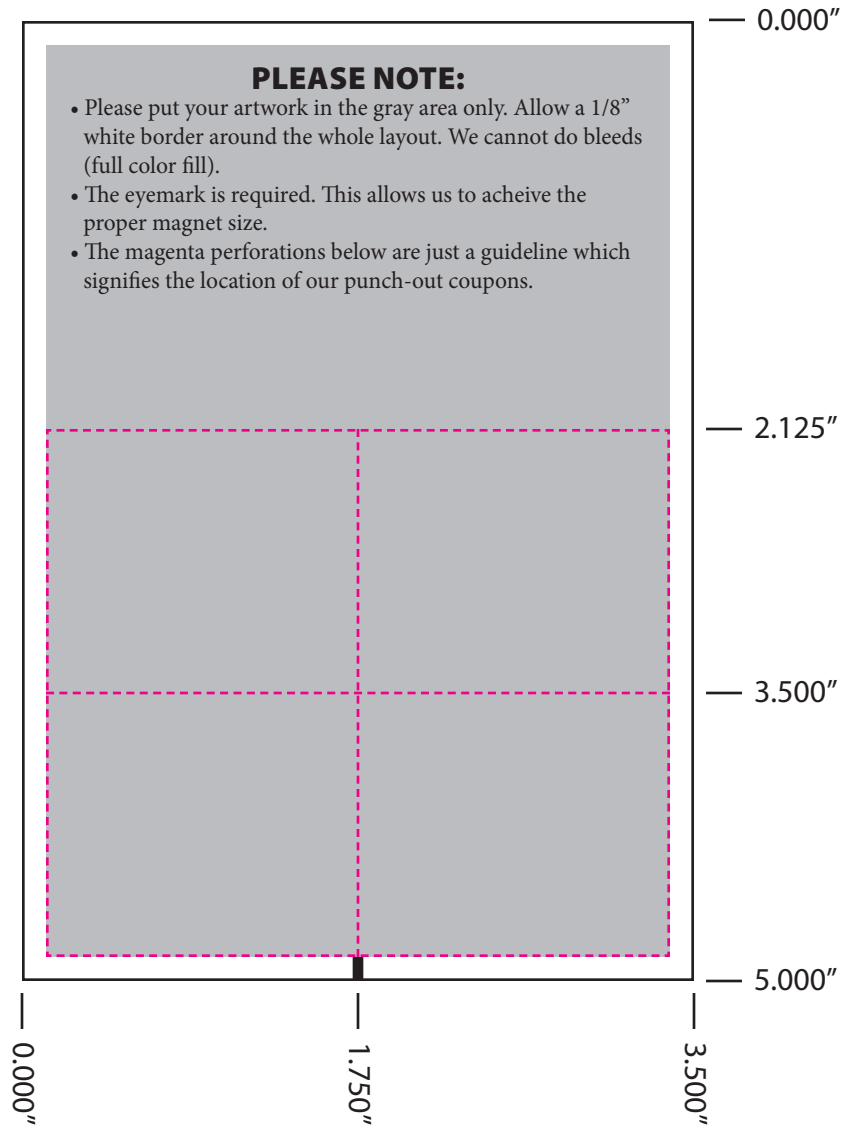 0.000”
PLEASE NOTE:
• Please put your artwork in the gray area only. Allow a 1/8”
white border around the whole layout. We cannot do bleeds
(full color fill).
• The eyemark is required. This allows us to acheive the
proper magnet size.
• The magenta perforations below are just a guideline which
signifies the location of our punch-out coupons.
2.125”
3.500”
5.000”
0.000”
1.750”
3.500”